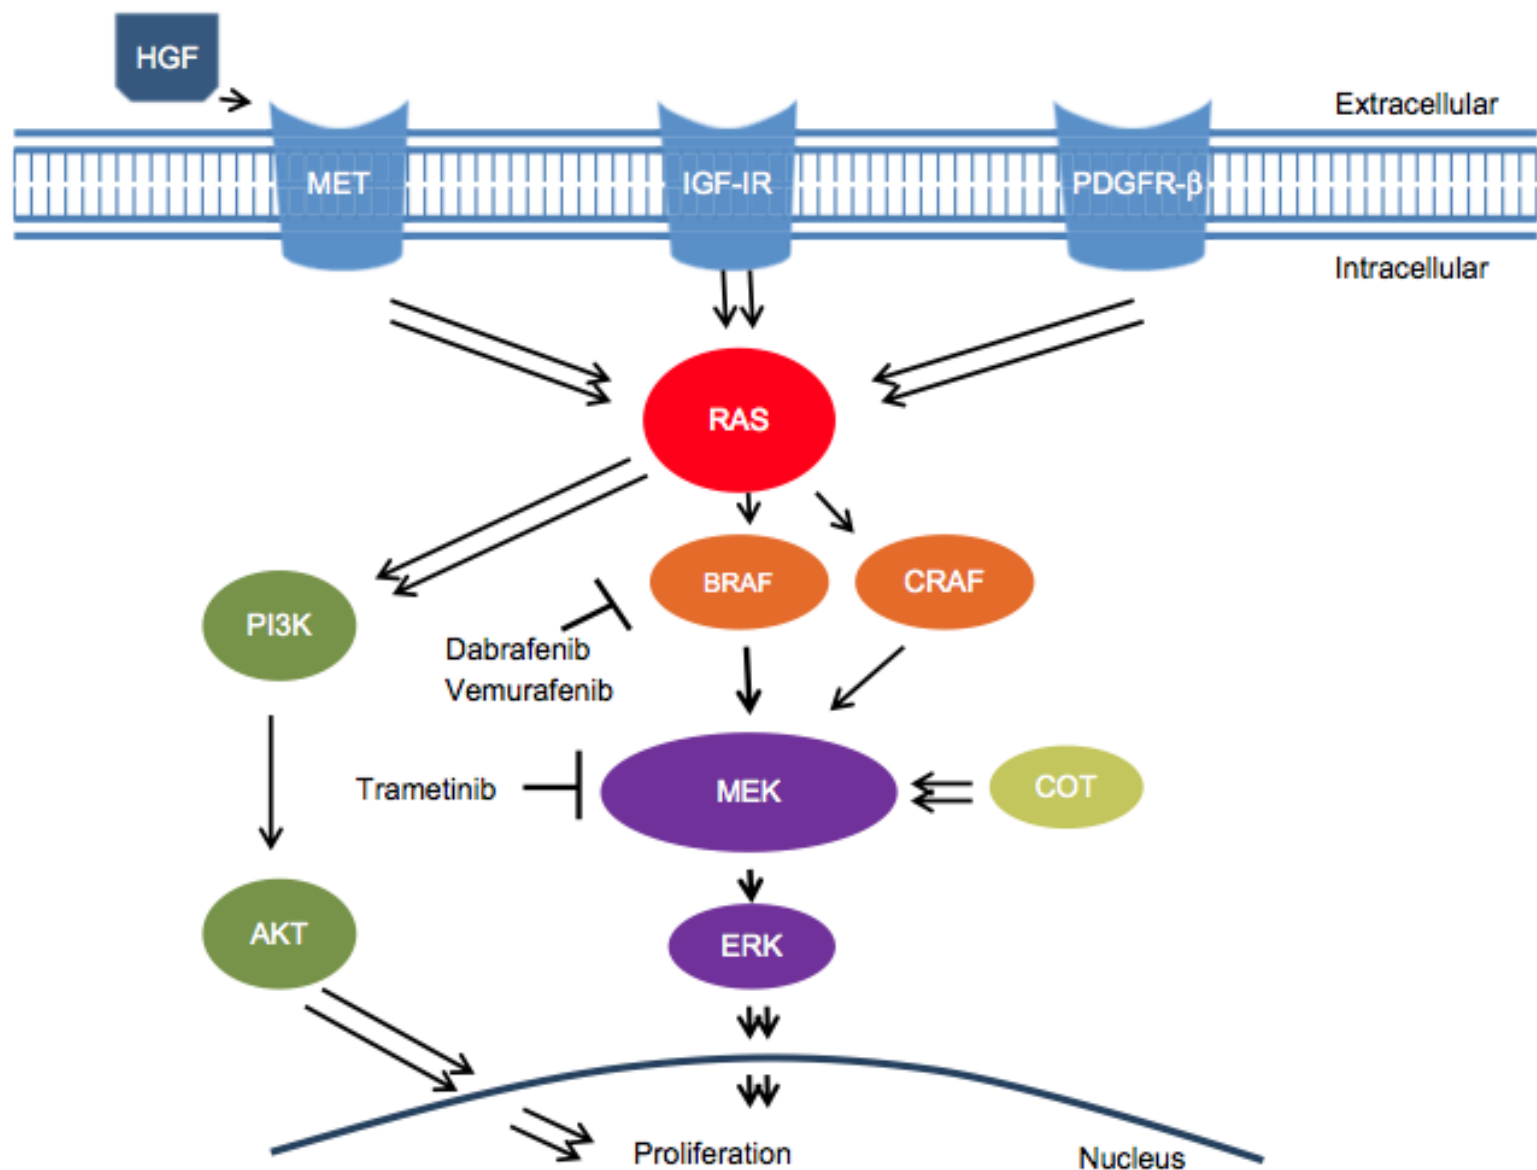 HGF
Extracellular
MET
IGF-IR
PDGFR-β
Intracellular
RAS
BRAF
CRAF
PI3K
Dabrafenib
Vemurafenib
Trametinib
MEK
COT
AKT
ERK
Proliferation
Nucleus